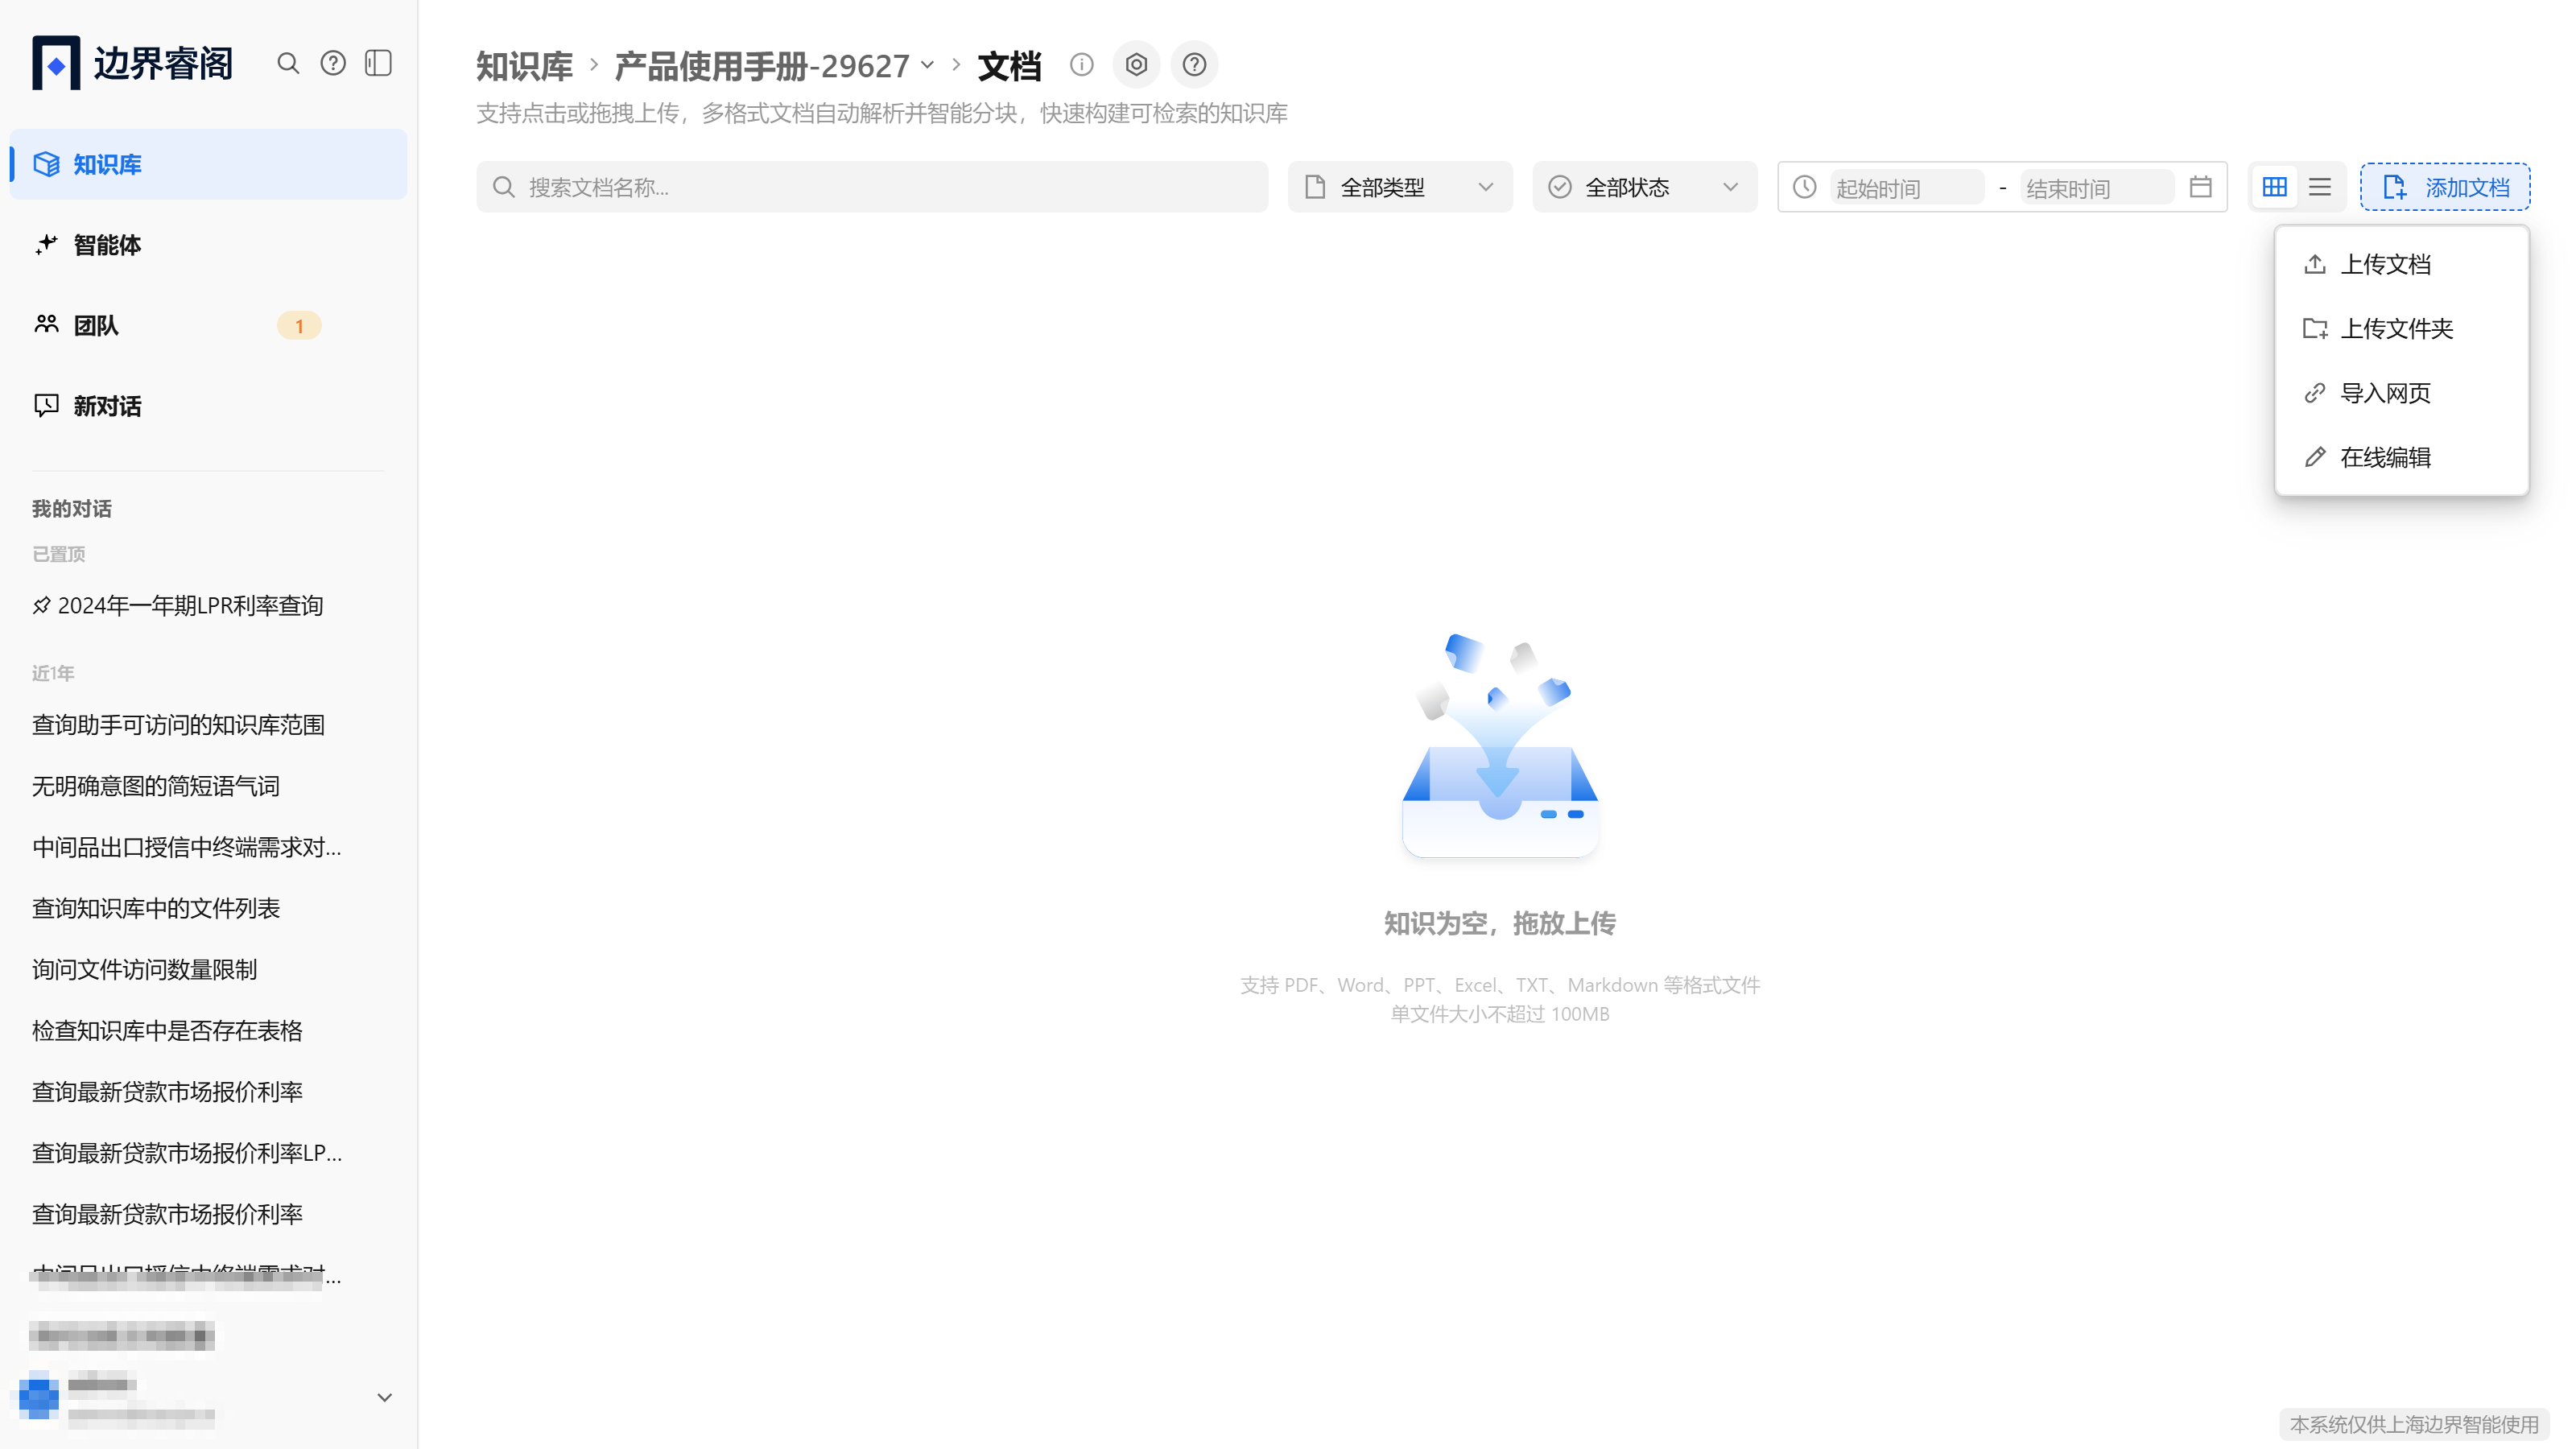 边界睿阁
知识库
智能体
团队
1
新对话
我的对话
已置顶
2024年一年期LPR利率查询
近1年
查询助手可访问的知识库范围
无明确意图的简短语气词
中间品出口授信中终端需求对...
查询知识库中的文件列表
询问文件访问数量限制
检查知识库中是否存在表格
查询最新贷款市场报价利率
查询最新贷款市场报价利率LP...
查询最新贷款市场报价利率
知识库 > 产品使用手册-29627 > 文档
支持点击或拖拽上传，多格式文档自动解析并智能分块，快速构建可检索的知识库
搜索文档名称... 全部类型 全部状态 起始时间 - 结束时间 添加文档
上传文档
上传文件夹
导入网页
在线编辑
知识为空，拖放上传
支持 PDF、Word、PPT、Excel、TXT、Markdown 等格式文件
单文件大小不超过 100MB
本系统仅供上海边界智能使用